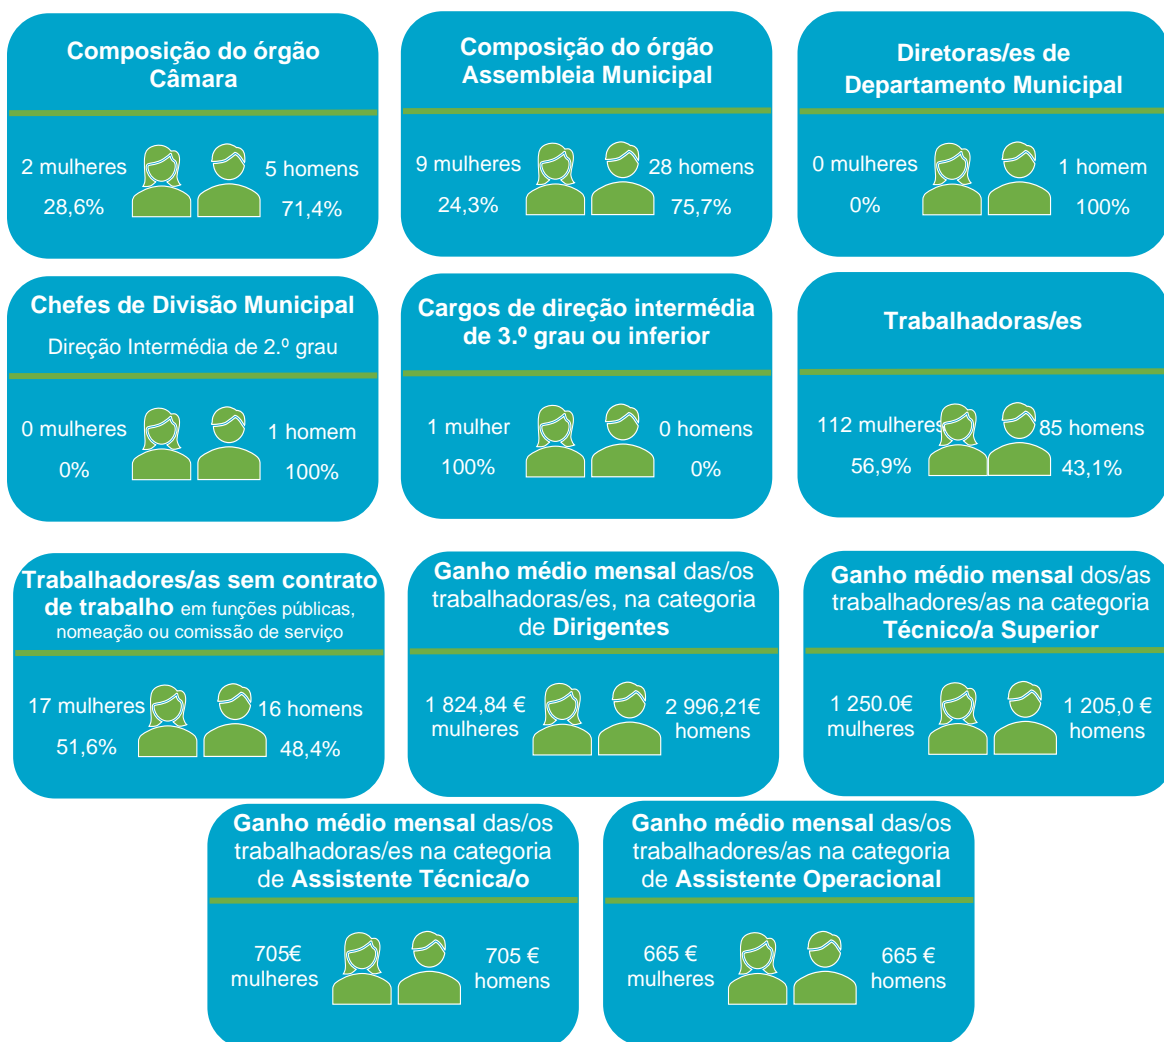 Composição do órgão
Câmara
2 mulheres
28,6%
5 homens
71,4%
Composição do órgão
Assembleia Municipal
9 mulheres
24,3%
28 homens
75,7%
Diretoras/es de
Departamento Municipal
0 mulheres
0%
1 homem
100%
Chefes de Divisão Municipal
Direção Intermédia de 2.º grau
0 mulheres
0%
1 homem
100%
Cargos de direção intermédia
de 3.º grau ou inferior
1 mulher
100%
0 homens
0%
Trabalhadoras/es
112 mulheres
56,9%
85 homens
43,1%
Trabalhadores/as sem contrato
de trabalho em funções públicas,
nomeação ou comissão de serviço
17 mulheres
51,6%
16 homens
48,4%
Ganho médio mensal das/os
trabalhadoras/es, na categoria
de Dirigentes
1 824,84 €
mulheres
2 996,21€
homens
Ganho médio mensal dos/as
trabalhadores/as na categoria
Técnico/a Superior
1 250.0€
mulheres
1 205,0 €
homens
Ganho médio mensal das/os
trabalhadoras/es na categoria
de Assistente Técnica/o
705€
mulheres
705 €
homens
Ganho médio mensal das/os
trabalhadores/as na categoria
de Assistente Operacional
665 €
mulheres
665 €
homens